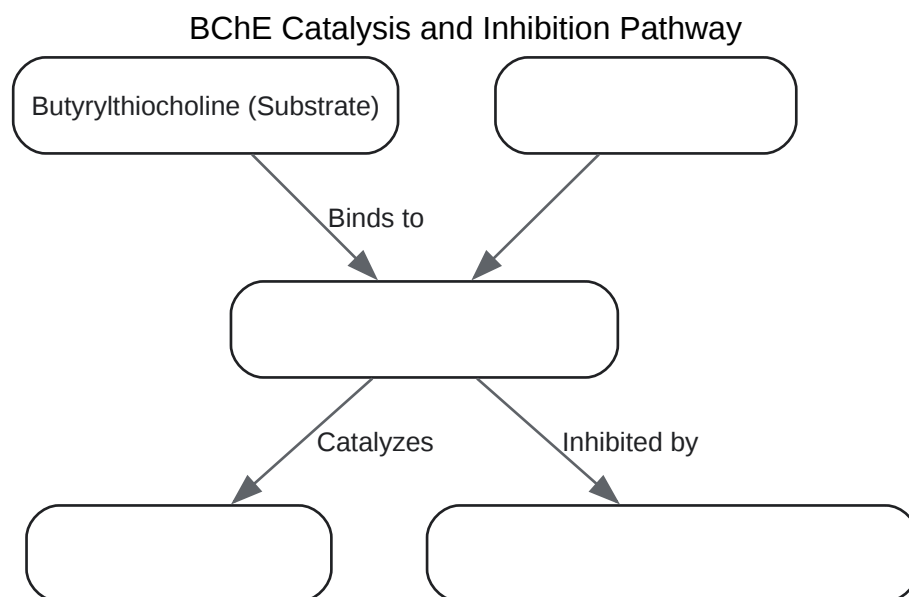 BChE Catalysis and Inhibition Pathway
Butyrylthiocholine (Substrate)
Binds to
Catalyzes
Inhibited by